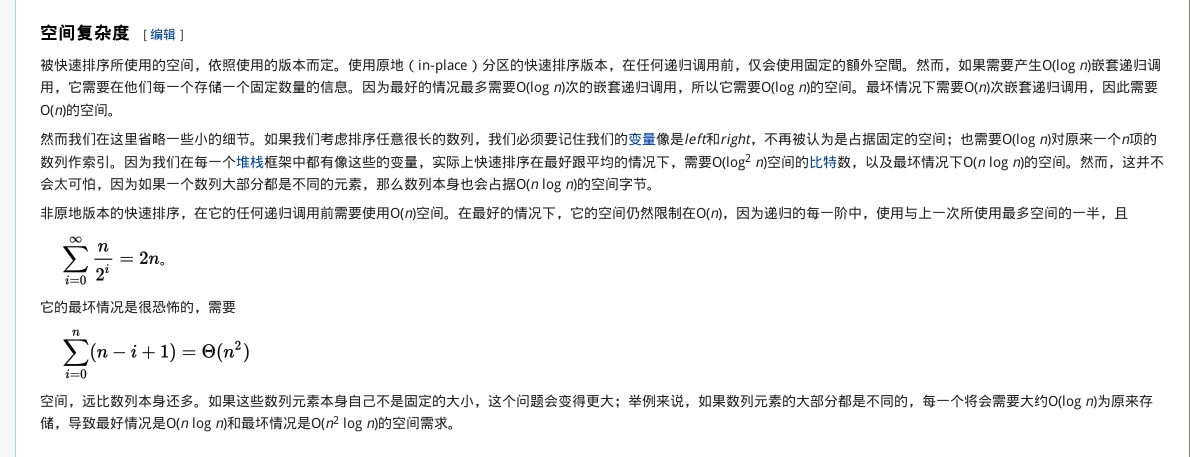 空间复杂度 [编辑]
被快速排序所使用的空间，依照使用的版本而定。使用原地（in-place）分区的快速排序版本，在任何递归调用前，仅会使用固定的額外空間。然而，如果需要产生O(log n)嵌套递归调
用，它需要在他们每一个存储一个固定数量的信息。因为最好的情况最多需要O(log n)次的嵌套递归调用，所以它需要O(log n)的空间。最坏情况下需要O(n)次嵌套递归调用，因此需要
O(n)的空间。
然而我们在这里省略一些小的细节。如果我们考虑排序任意很长的数列，我们必须要记住我们的变量像是left和right，不再被认为是占据固定的空间；也需要O(log n)对原来一个n项的
数列作索引。因为我们在每一个堆栈框架中都有像这些的变量，实际上快速排序在最好跟平均的情况下，需要O(log² n)空间的比特数，以及最坏情况下O(n log n)的空间。然而，这并不
会太可怕，因为如果一个数列大部分都是不同的元素，那么数列本身也会占据O(n log n)的空间字节。
非原地版本的快速排序，在它的任何递归调用前需要使用O(n)空间。在最好的情况下，它的空间仍然限制在O(n)，因为递归的每一阶中，使用与上一次所使用最多空间的一半，且
∑_{i=0}^{∞} n/2^i = 2n。
它的最坏情况是很恐怖的，需要
∑_{i=0}^{n} (n − i + 1) = Θ(n²)
空间，远比数列本身还多。如果这些数列元素本身自己不是固定的大小，这个问题会变得更大；举例来说，如果数列元素的大部分都是不同的，每一个将会需要大约O(log n)为原来存
储，导致最好情况是O(n log n)和最坏情况是O(n² log n)的空间需求。